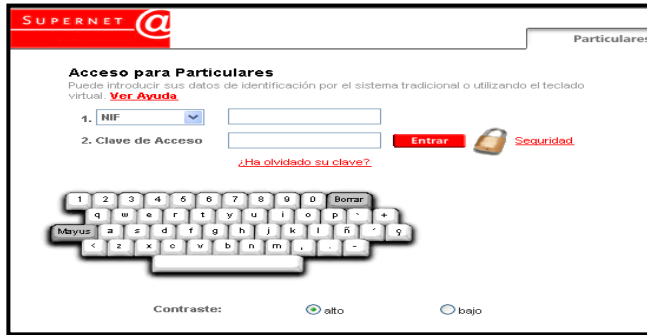 SUPERNET @
Particulares
Acceso para Particulares
Puede introducir sus datos de identificación por el sistema tradicional o utilizando el teclado
virtual. Ver Ayuda
1. NIF
2. Clave de Acceso Entrar Seguridad
¿Ha olvidado su clave?
1 2 3 4 5 6 7 8 9 0 Borrar
q w e r t y u i o p ` +
Mayus a s d f g h j k l ñ ´ ç
< z x c v b n m , . -
Contraste: alto bajo